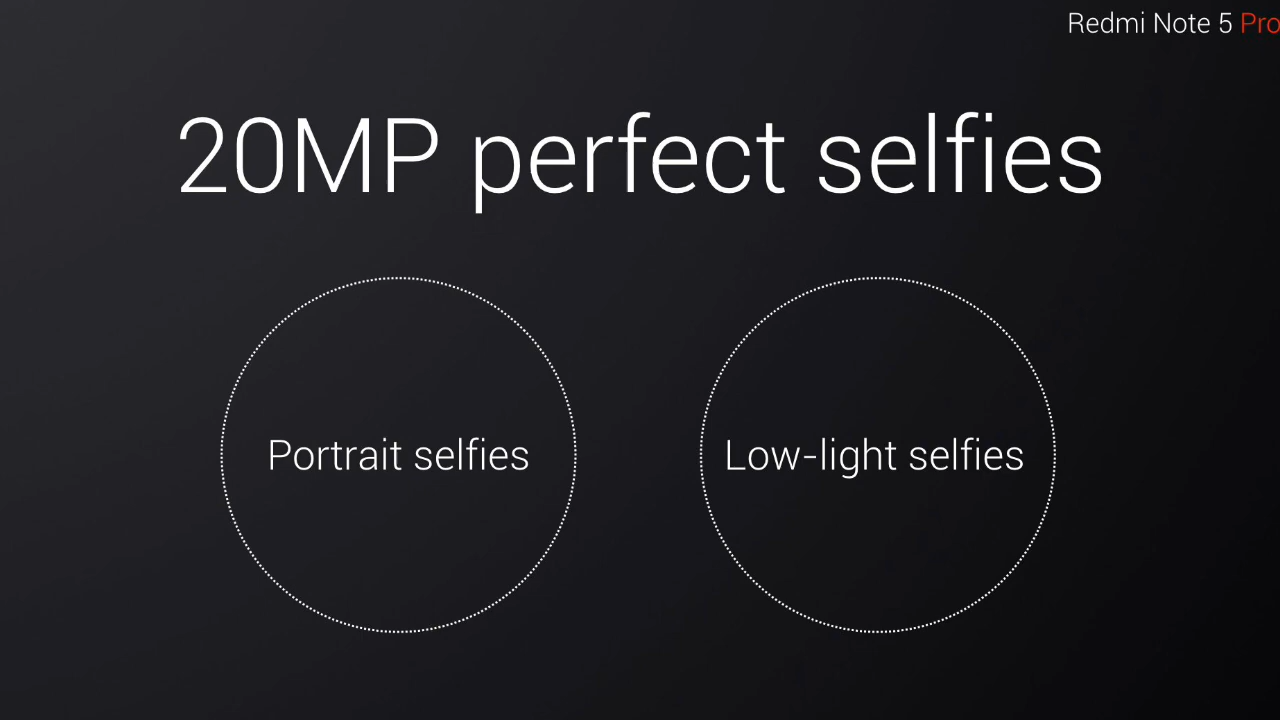 Redmi Note 5 Pro
20MP perfect selfies
Portrait selfies
Low-light selfies